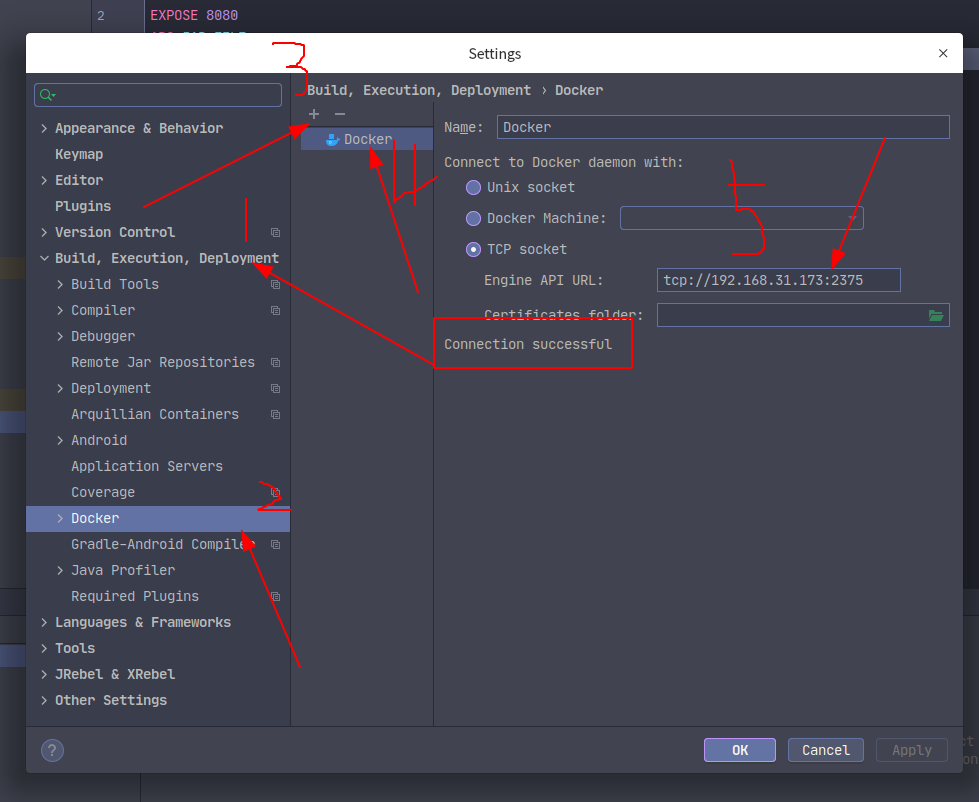 2 EXPOSE 8080
Settings
3
Build, Execution, Deployment › Docker
Appearance & Behavior
Keymap
Editor
Plugins
Version Control
Build, Execution, Deployment
Build Tools
Compiler
Debugger
Remote Jar Repositories
Deployment
Arquillian Containers
Android
Application Servers
Coverage
Docker
Gradle-Android Compiler
Java Profiler
Required Plugins
Languages & Frameworks
Tools
JRebel & XRebel
Other Settings
1
2
+ −
Docker
4
Name: Docker
Connect to Docker daemon with:
Unix socket
Docker Machine:
TCP socket
5
Engine API URL: tcp://192.168.31.173:2375
Certificates folder:
Connection successful
?
OK Cancel Apply